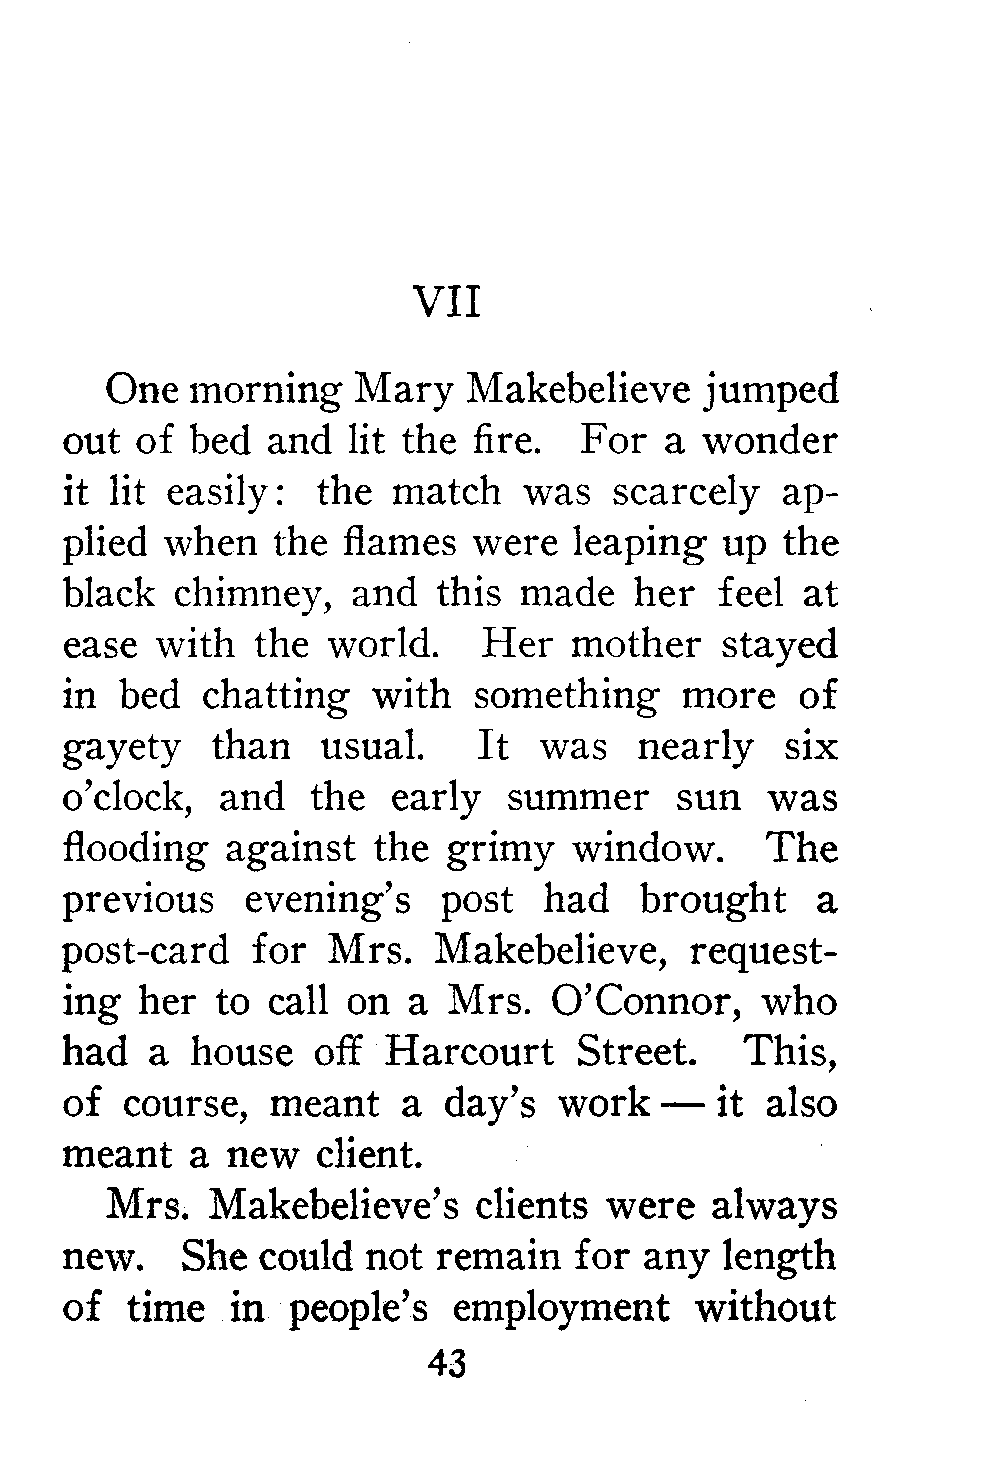 VII
One morning Mary Makebelieve jumped
out of bed and lit the fire. For a wonder
it lit easily: the match was scarcely ap-
plied when the flames were leaping up the
black chimney, and this made her feel at
ease with the world. Her mother stayed
in bed chatting with something more of
gayety than usual. It was nearly six
o'clock, and the early summer sun was
flooding against the grimy window. The
previous evening's post had brought a
post-card for Mrs. Makebelieve, request-
ing her to call on a Mrs. O'Connor, who
had a house off Harcourt Street. This,
of course, meant a day's work — it also
meant a new client.
Mrs. Makebelieve's clients were always
new. She could not remain for any length
of time in people's employment without
43